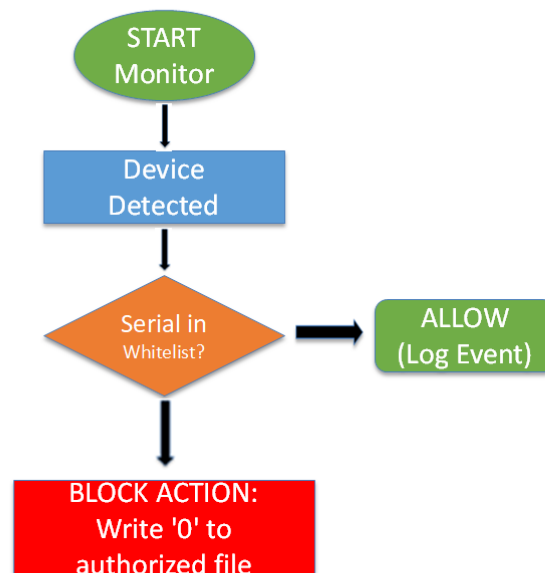 START
Monitor
Device
Detected
Serial in
Whitelist?
ALLOW
(Log Event)
BLOCK ACTION:
Write '0' to
authorized file